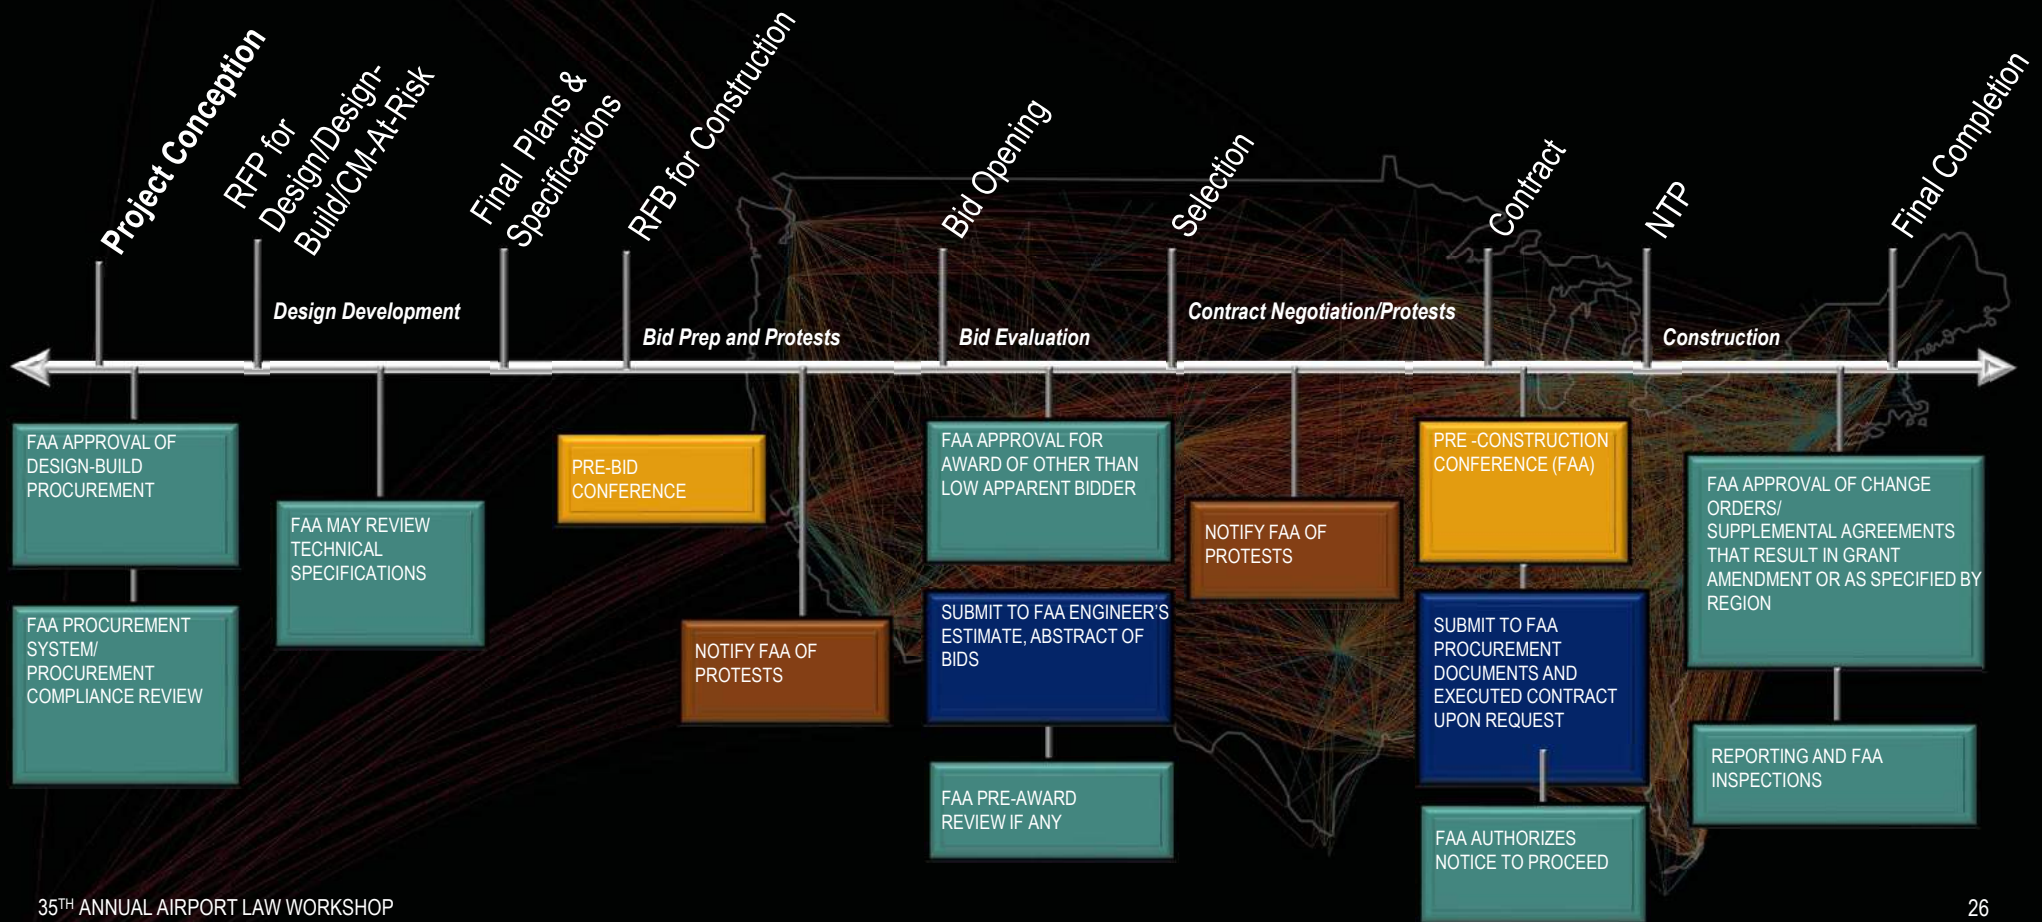 Project Conception
RFP for
Design/Design-
Build/CM-At-Risk
Final Plans &
Specifications
RFB for Construction
Bid Opening
Selection
Contract
NTP
Final Completion
Design Development
Bid Prep and Protests
Bid Evaluation
Contract Negotiation/Protests
Construction
FAA APPROVAL OF
DESIGN-BUILD
PROCUREMENT
FAA PROCUREMENT
SYSTEM/
PROCUREMENT
COMPLIANCE REVIEW
FAA MAY REVIEW
TECHNICAL
SPECIFICATIONS
PRE-BID
CONFERENCE
NOTIFY FAA OF
PROTESTS
FAA APPROVAL FOR
AWARD OF OTHER THAN
LOW APPARENT BIDDER
SUBMIT TO FAA ENGINEER'S
ESTIMATE, ABSTRACT OF
BIDS
FAA PRE-AWARD
REVIEW IF ANY
NOTIFY FAA OF
PROTESTS
PRE -CONSTRUCTION
CONFERENCE (FAA)
SUBMIT TO FAA
PROCUREMENT
DOCUMENTS AND
EXECUTED CONTRACT
UPON REQUEST
FAA AUTHORIZES
NOTICE TO PROCEED
FAA APPROVAL OF CHANGE
ORDERS/
SUPPLEMENTAL AGREEMENTS
THAT RESULT IN GRANT
AMENDMENT OR AS SPECIFIED BY
REGION
REPORTING AND FAA
INSPECTIONS
35TH ANNUAL AIRPORT LAW WORKSHOP
26